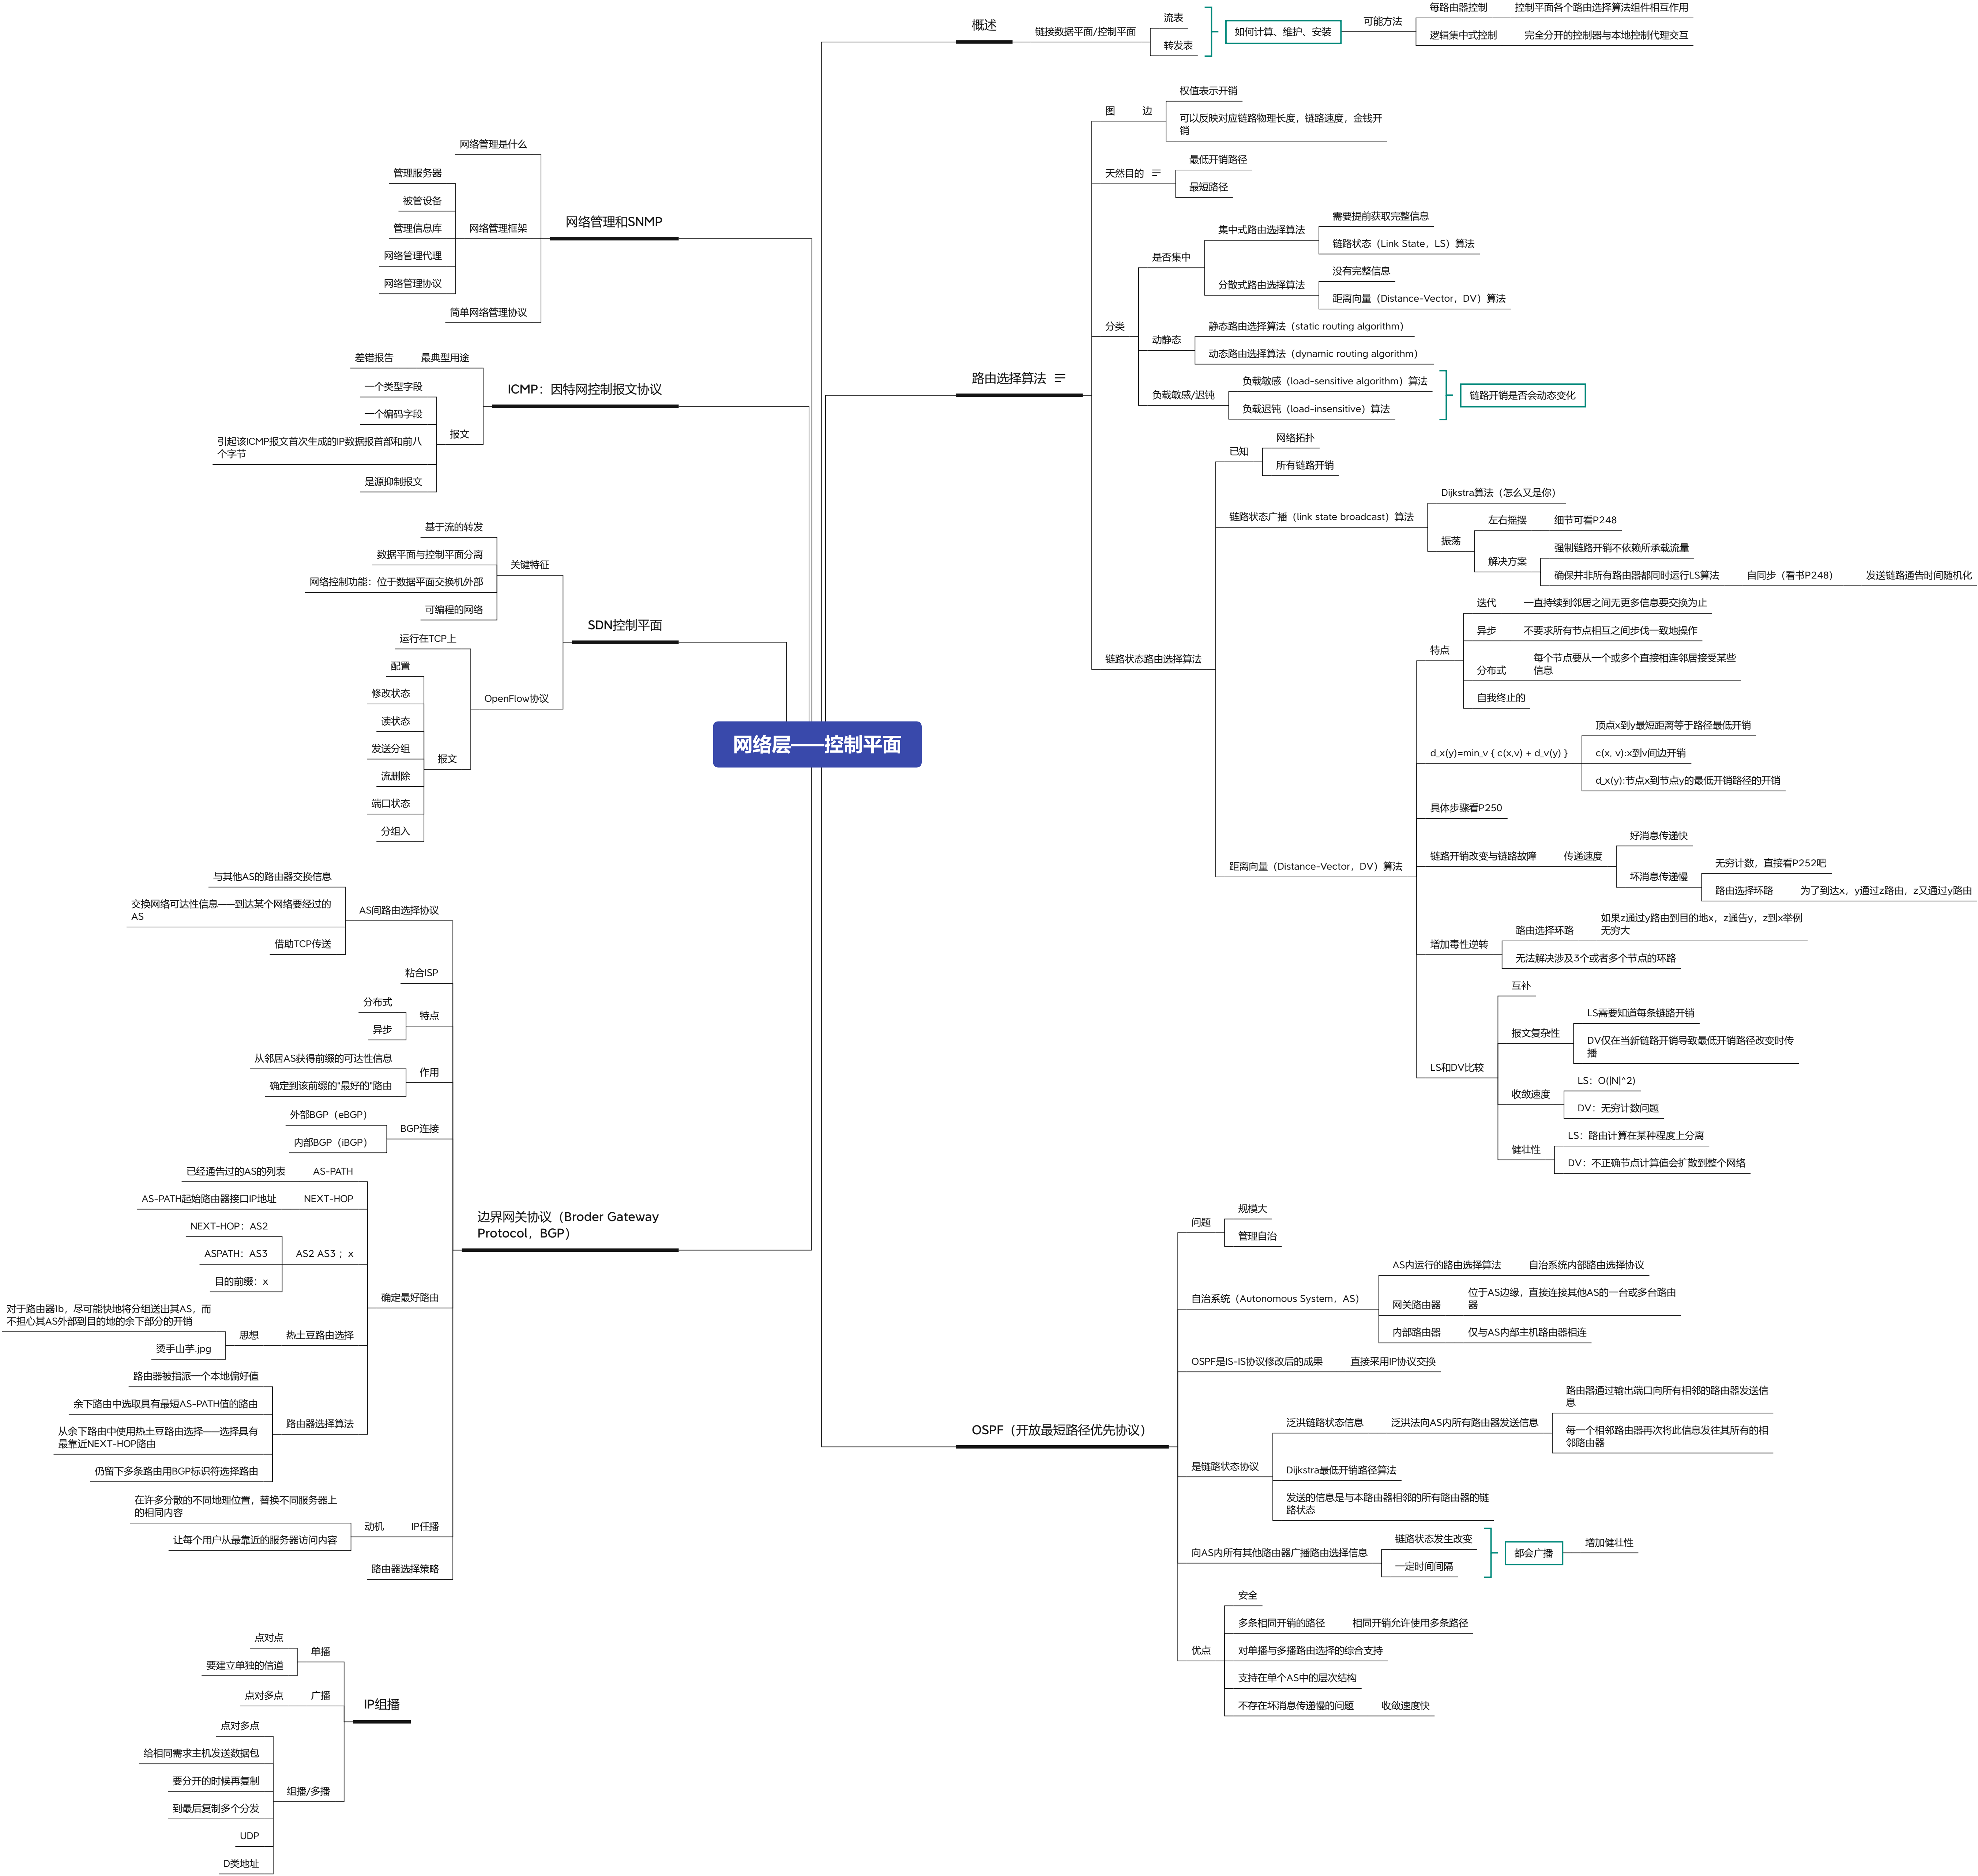 网络层——控制平面
概述
链接数据平面/控制平面
流表
转发表
如何计算、维护、安装
可能方法
每路由器控制
控制平面各个路由选择算法组件相互作用
逻辑集中式控制
完全分开的控制器与本地控制代理交互
路由选择算法
图
边
权值表示开销
可以反映对应链路物理长度，链路速度，金钱开
销
天然目的
最低开销路径
最短路径
分类
是否集中
集中式路由选择算法
需要提前获取完整信息
链路状态（Link State，LS）算法
分散式路由选择算法
没有完整信息
距离向量（Distance-Vector，DV）算法
动静态
静态路由选择算法（static routing algorithm）
动态路由选择算法（dynamic routing algorithm）
负载敏感/迟钝
负载敏感（load-sensitive algorithm）算法
负载迟钝（load-insensitive）算法
链路开销是否会动态变化
链路状态路由选择算法
已知
网络拓扑
所有链路开销
链路状态广播（link state broadcast）算法
Dijkstra算法（怎么又是你）
振荡
左右摇摆
细节可看P248
解决方案
强制链路开销不依赖所承载流量
确保并非所有路由器都同时运行LS算法
自同步（看书P248）
发送链路通告时间随机化
距离向量（Distance-Vector，DV）算法
特点
迭代
一直持续到邻居之间无更多信息要交换为止
异步
不要求所有节点相互之间步伐一致地操作
分布式
每个节点要从一个或多个直接相连邻居接受某些
信息
自我终止的
d_x(y)=min_v { c(x,v) + d_v(y) }
顶点x到y最短距离等于路径最低开销
c(x, v):x到v间边开销
d_x(y):节点x到节点y的最低开销路径的开销
具体步骤看P250
链路开销改变与链路故障
传递速度
好消息传递快
坏消息传递慢
无穷计数，直接看P252吧
路由选择环路
为了到达x，y通过z路由，z又通过y路由
增加毒性逆转
路由选择环路
如果z通过y路由到目的地x，z通告y，z到x举例
无穷大
无法解决涉及3个或者多个节点的环路
LS和DV比较
互补
报文复杂性
LS需要知道每条链路开销
DV仅在当新链路开销导致最低开销路径改变时传
播
收敛速度
LS：O(|N|^2)
DV：无穷计数问题
健壮性
LS：路由计算在某种程度上分离
DV：不正确节点计算值会扩散到整个网络
OSPF（开放最短路径优先协议）
问题
规模大
管理自治
自治系统（Autonomous System，AS）
AS内运行的路由选择算法
自治系统内部路由选择协议
网关路由器
位于AS边缘，直接连接其他AS的一台或多台路由
器
内部路由器
仅与AS内部主机路由器相连
OSPF是IS-IS协议修改后的成果
直接采用IP协议交换
是链路状态协议
泛洪链路状态信息
泛洪法向AS内所有路由器发送信息
路由器通过输出端口向所有相邻的路由器发送信
息
每一个相邻路由器再次将此信息发往其所有的相
邻路由器
Dijkstra最低开销路径算法
发送的信息是与本路由器相邻的所有路由器的链
路状态
向AS内所有其他路由器广播路由选择信息
链路状态发生改变
一定时间间隔
都会广播
增加健壮性
优点
安全
多条相同开销的路径
相同开销允许使用多条路径
对单播与多播路由选择的综合支持
支持在单个AS中的层次结构
不存在坏消息传递慢的问题
收敛速度快
网络管理和SNMP
网络管理是什么
网络管理框架
管理服务器
被管设备
管理信息库
网络管理代理
网络管理协议
简单网络管理协议
ICMP：因特网控制报文协议
最典型用途
差错报告
报文
一个类型字段
一个编码字段
引起该ICMP报文首次生成的IP数据报首部和前八
个字节
是源抑制报文
SDN控制平面
关键特征
基于流的转发
数据平面与控制平面分离
网络控制功能：位于数据平面交换机外部
可编程的网络
OpenFlow协议
运行在TCP上
报文
配置
修改状态
读状态
发送分组
流删除
端口状态
分组入
边界网关协议（Broder Gateway
Protocol，BGP）
AS间路由选择协议
与其他AS的路由器交换信息
交换网络可达性信息——到达某个网络要经过的
AS
借助TCP传送
粘合ISP
特点
分布式
异步
作用
从邻居AS获得前缀的可达性信息
确定到该前缀的“最好的”路由
BGP连接
外部BGP（eBGP）
内部BGP（iBGP）
确定最好路由
AS-PATH
已经通告过的AS的列表
NEXT-HOP
AS-PATH起始路由器接口IP地址
AS2 AS3 ；x
NEXT-HOP：AS2
ASPATH：AS3
目的前缀：x
热土豆路由选择
思想
对于路由器lb，尽可能快地将分组送出其AS，而
不担心其AS外部到目的地的余下部分的开销
烫手山芋.jpg
路由器选择算法
路由器被指派一个本地偏好值
余下路由中选取具有最短AS-PATH值的路由
从余下路由中使用热土豆路由选择——选择具有
最靠近NEXT-HOP路由
仍留下多条路由用BGP标识符选择路由
IP任播
动机
在许多分散的不同地理位置，替换不同服务器上
的相同内容
让每个用户从最靠近的服务器访问内容
路由器选择策略
IP组播
单播
点对点
要建立单独的信道
广播
点对多点
组播/多播
点对多点
给相同需求主机发送数据包
要分开的时候再复制
到最后复制多个分发
UDP
D类地址